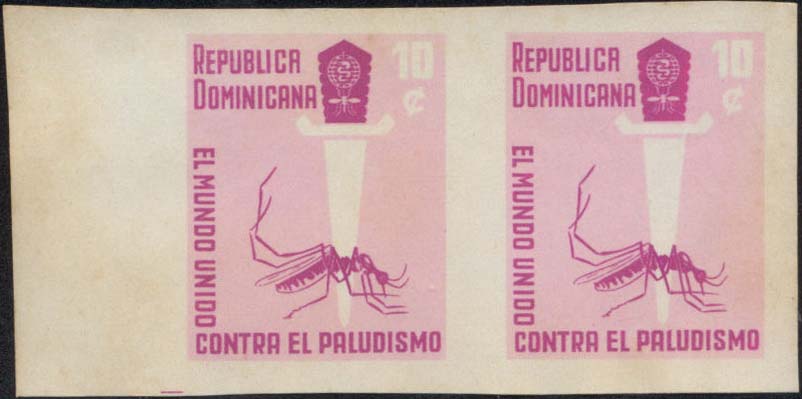 REPUBLICA
DOMINICANA
10
¢
EL MUNDO UNIDO
CONTRA EL PALUDISMO
REPUBLICA
DOMINICANA
10
¢
EL MUNDO UNIDO
CONTRA EL PALUDISMO